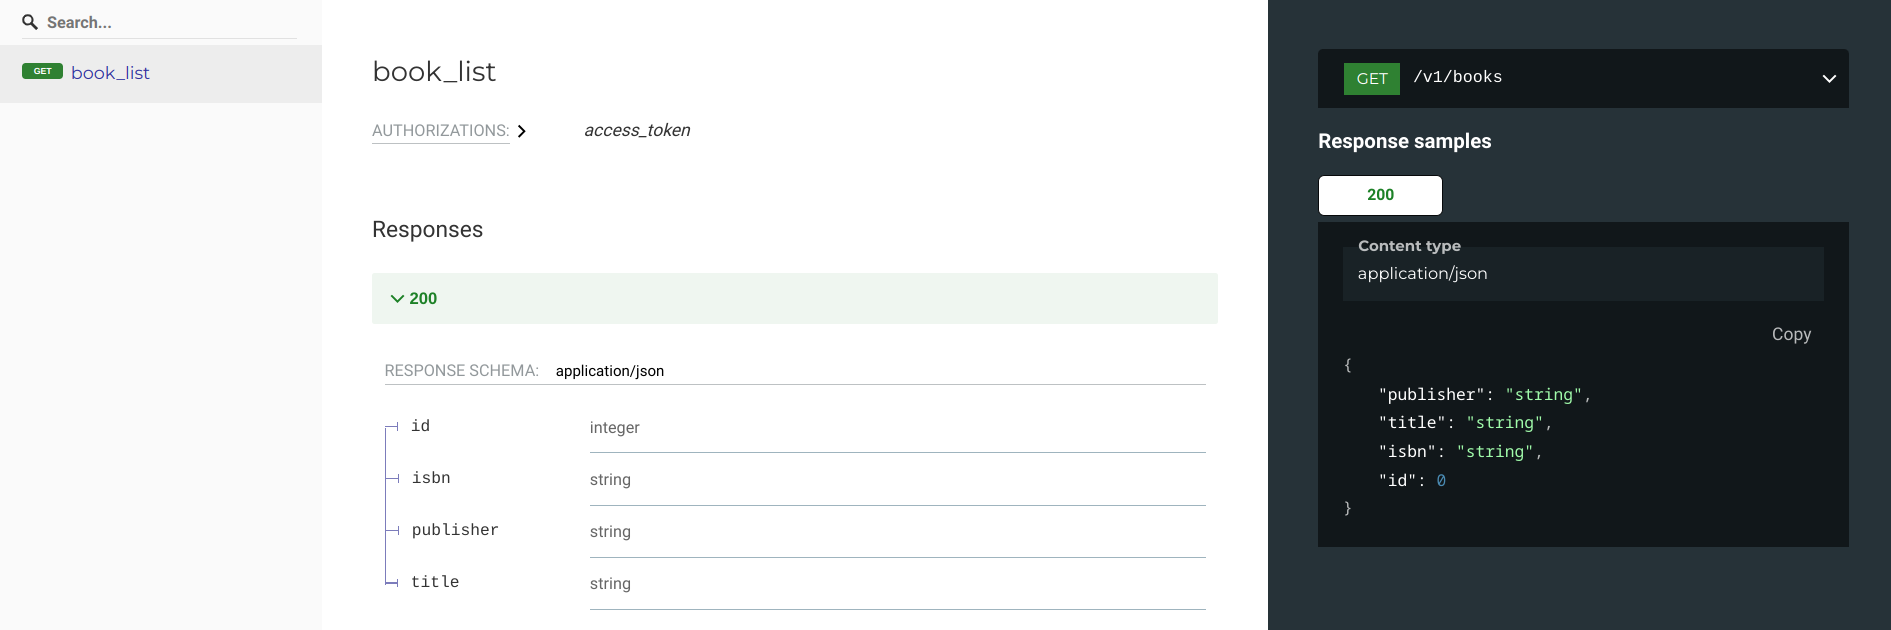 Search...
GET book_list
book_list
AUTHORIZATIONS: access_token
Responses
200
RESPONSE SCHEMA: application/json
id integer
isbn string
publisher string
title string
GET /v1/books
Response samples
200
Content type
application/json
Copy
{
"publisher": "string",
"title": "string",
"isbn": "string",
"id": 0
}